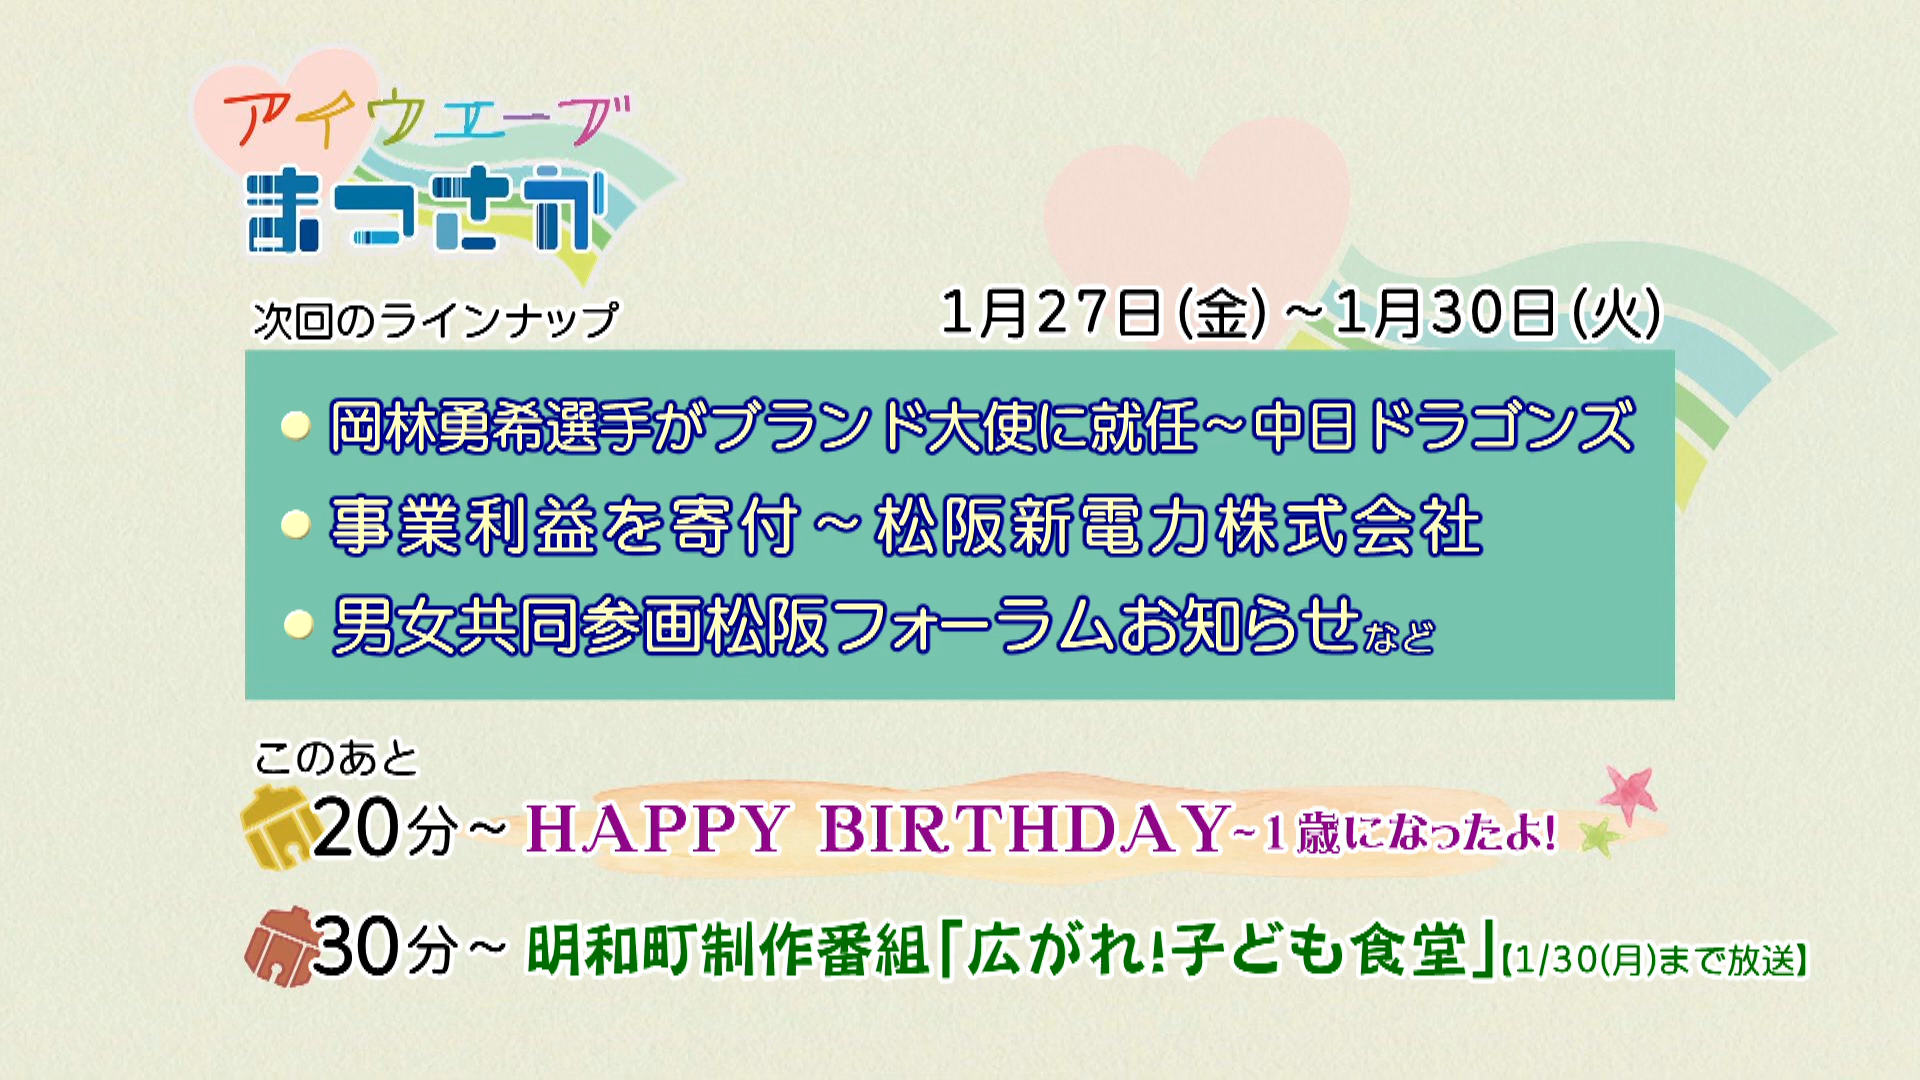 アイウエーブ
まつさか
次回のラインナップ
1月27日(金)～1月30日(火)
岡林勇希選手がブランド大使に就任～中日ドラゴンズ
事業利益を寄付～松阪新電力株式会社
男女共同参画松阪フォーラムお知らせなど
このあと
20分～HAPPY BIRTHDAY~1歳になったよ!
30分～明和町制作番組「広がれ!子ども食堂」【1/30(月)まで放送】